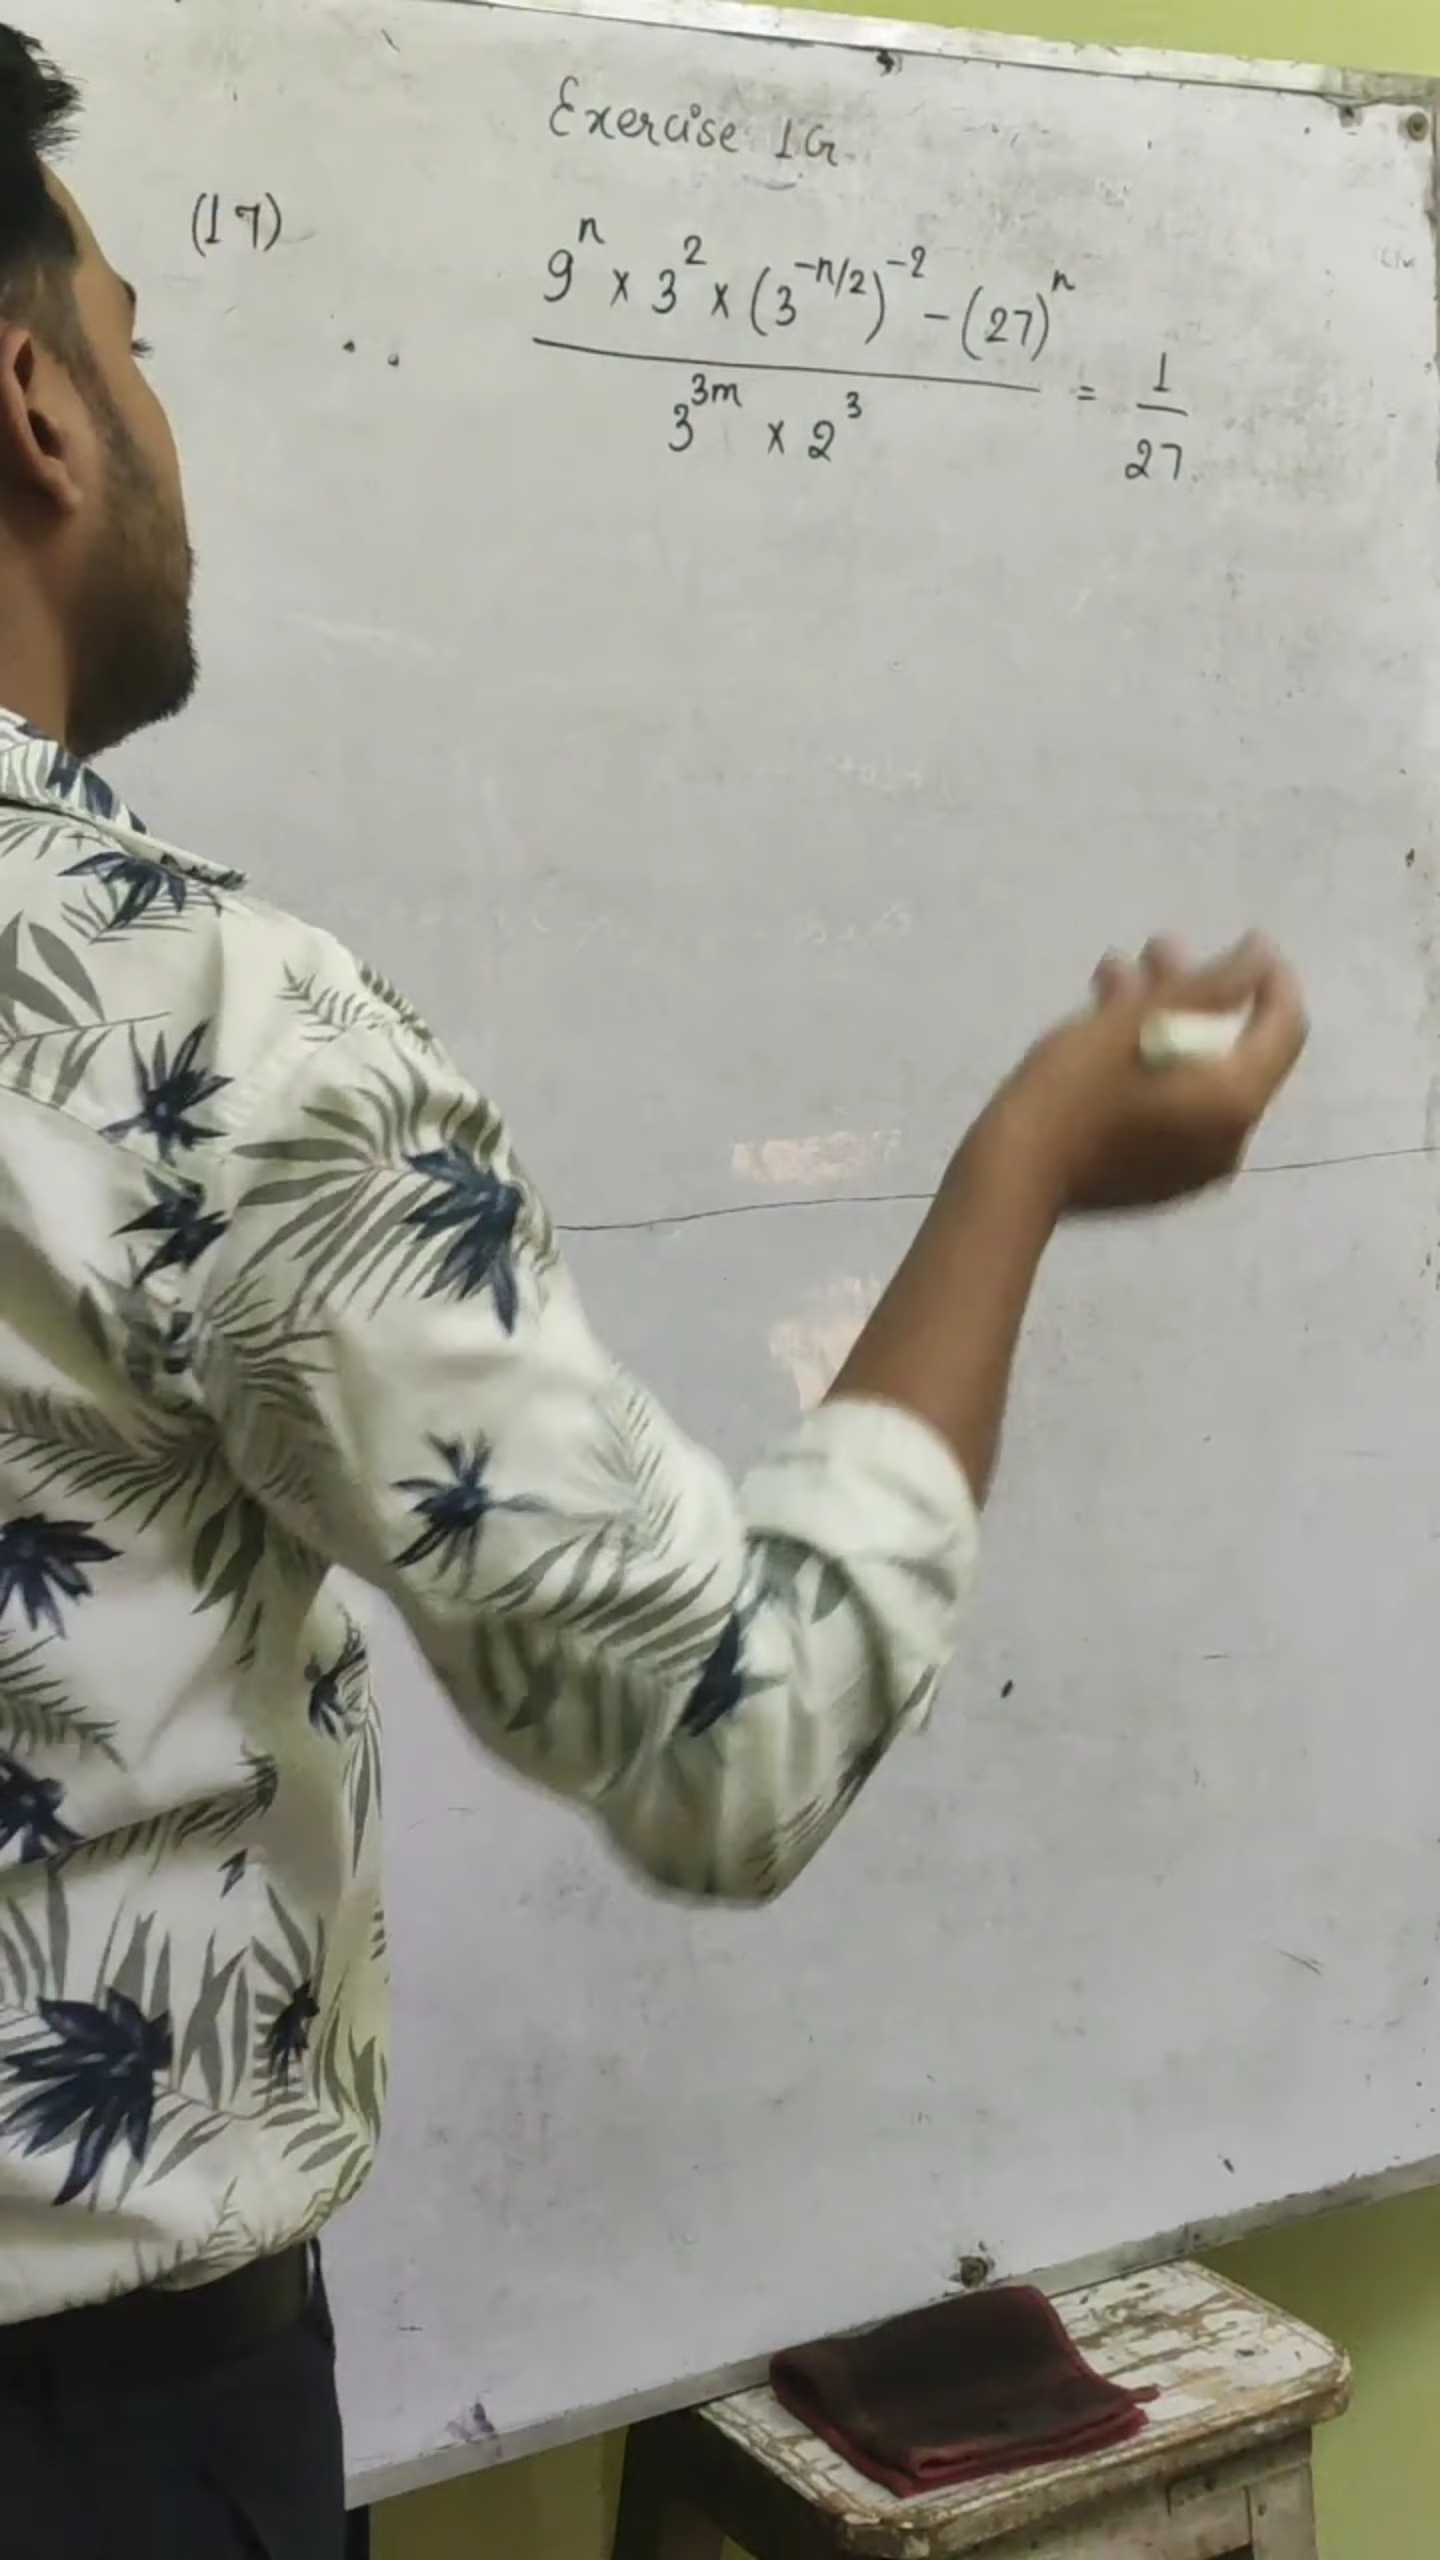 Exercise 1G.
(17)
9^n × 3^2 × (3^{-n/2})^{-2} - (27)^n
∴ ———————————— = 1/27
3^{3m} × 2^3